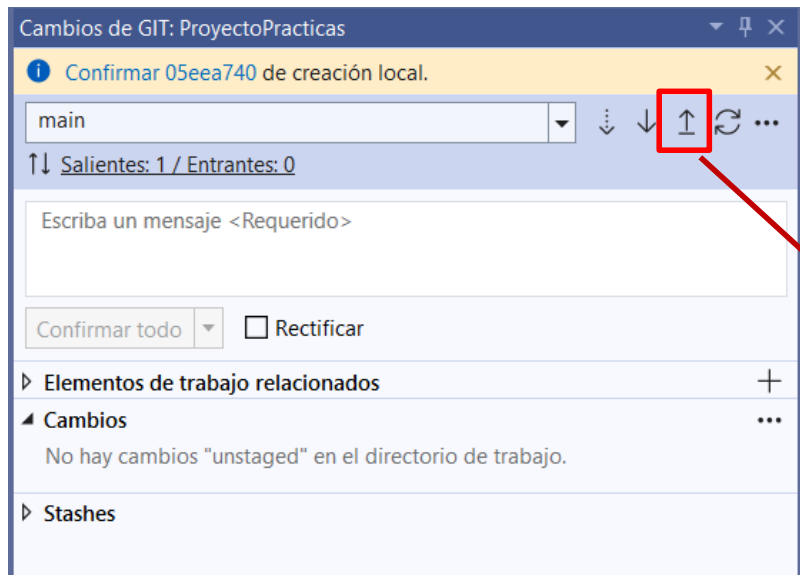 Cambios de GIT: ProyectoPracticas
Confirmar 05eea740 de creación local.
main
Salientes: 1 / Entrantes: 0
Escriba un mensaje <Requerido>
Confirmar todo Rectificar
Elementos de trabajo relacionados
Cambios
No hay cambios "unstaged" en el directorio de trabajo.
Stashes